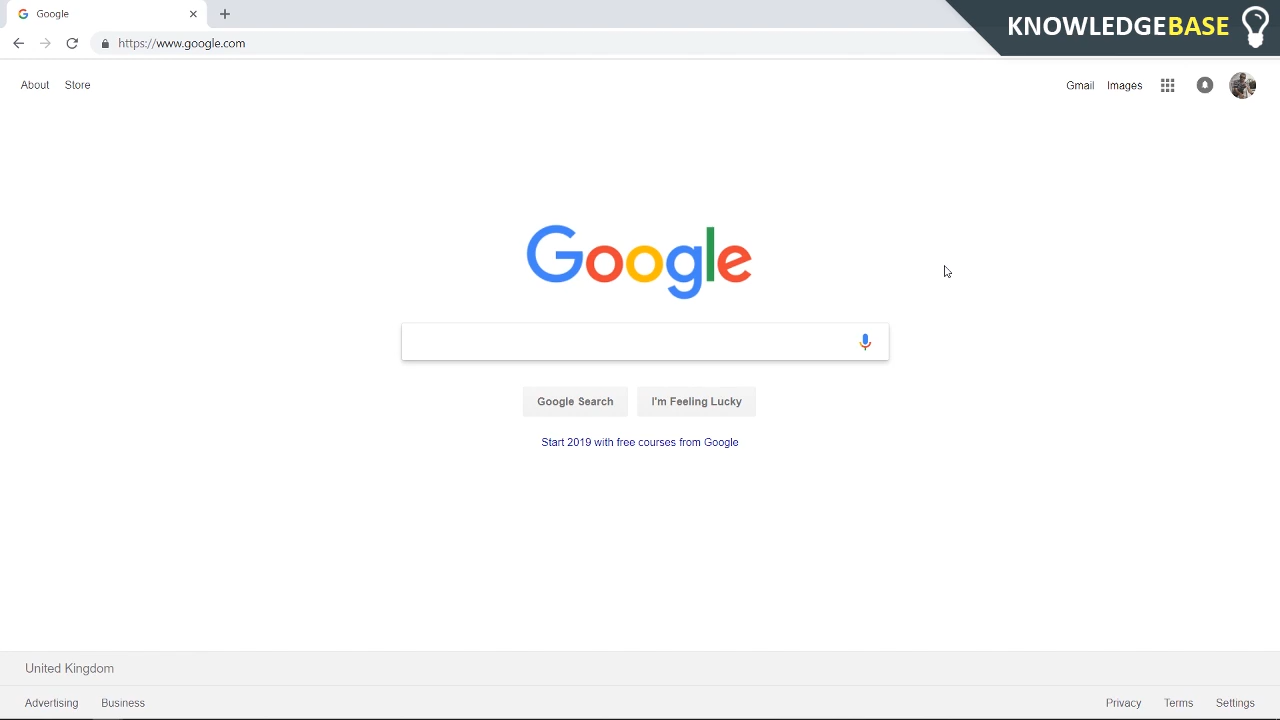 Google
KNOWLEDGEBASE
https://www.google.com
About Store
Gmail Images
Google
Google Search I'm Feeling Lucky
Start 2019 with free courses from Google
United Kingdom
Advertising Business
Privacy Terms Settings